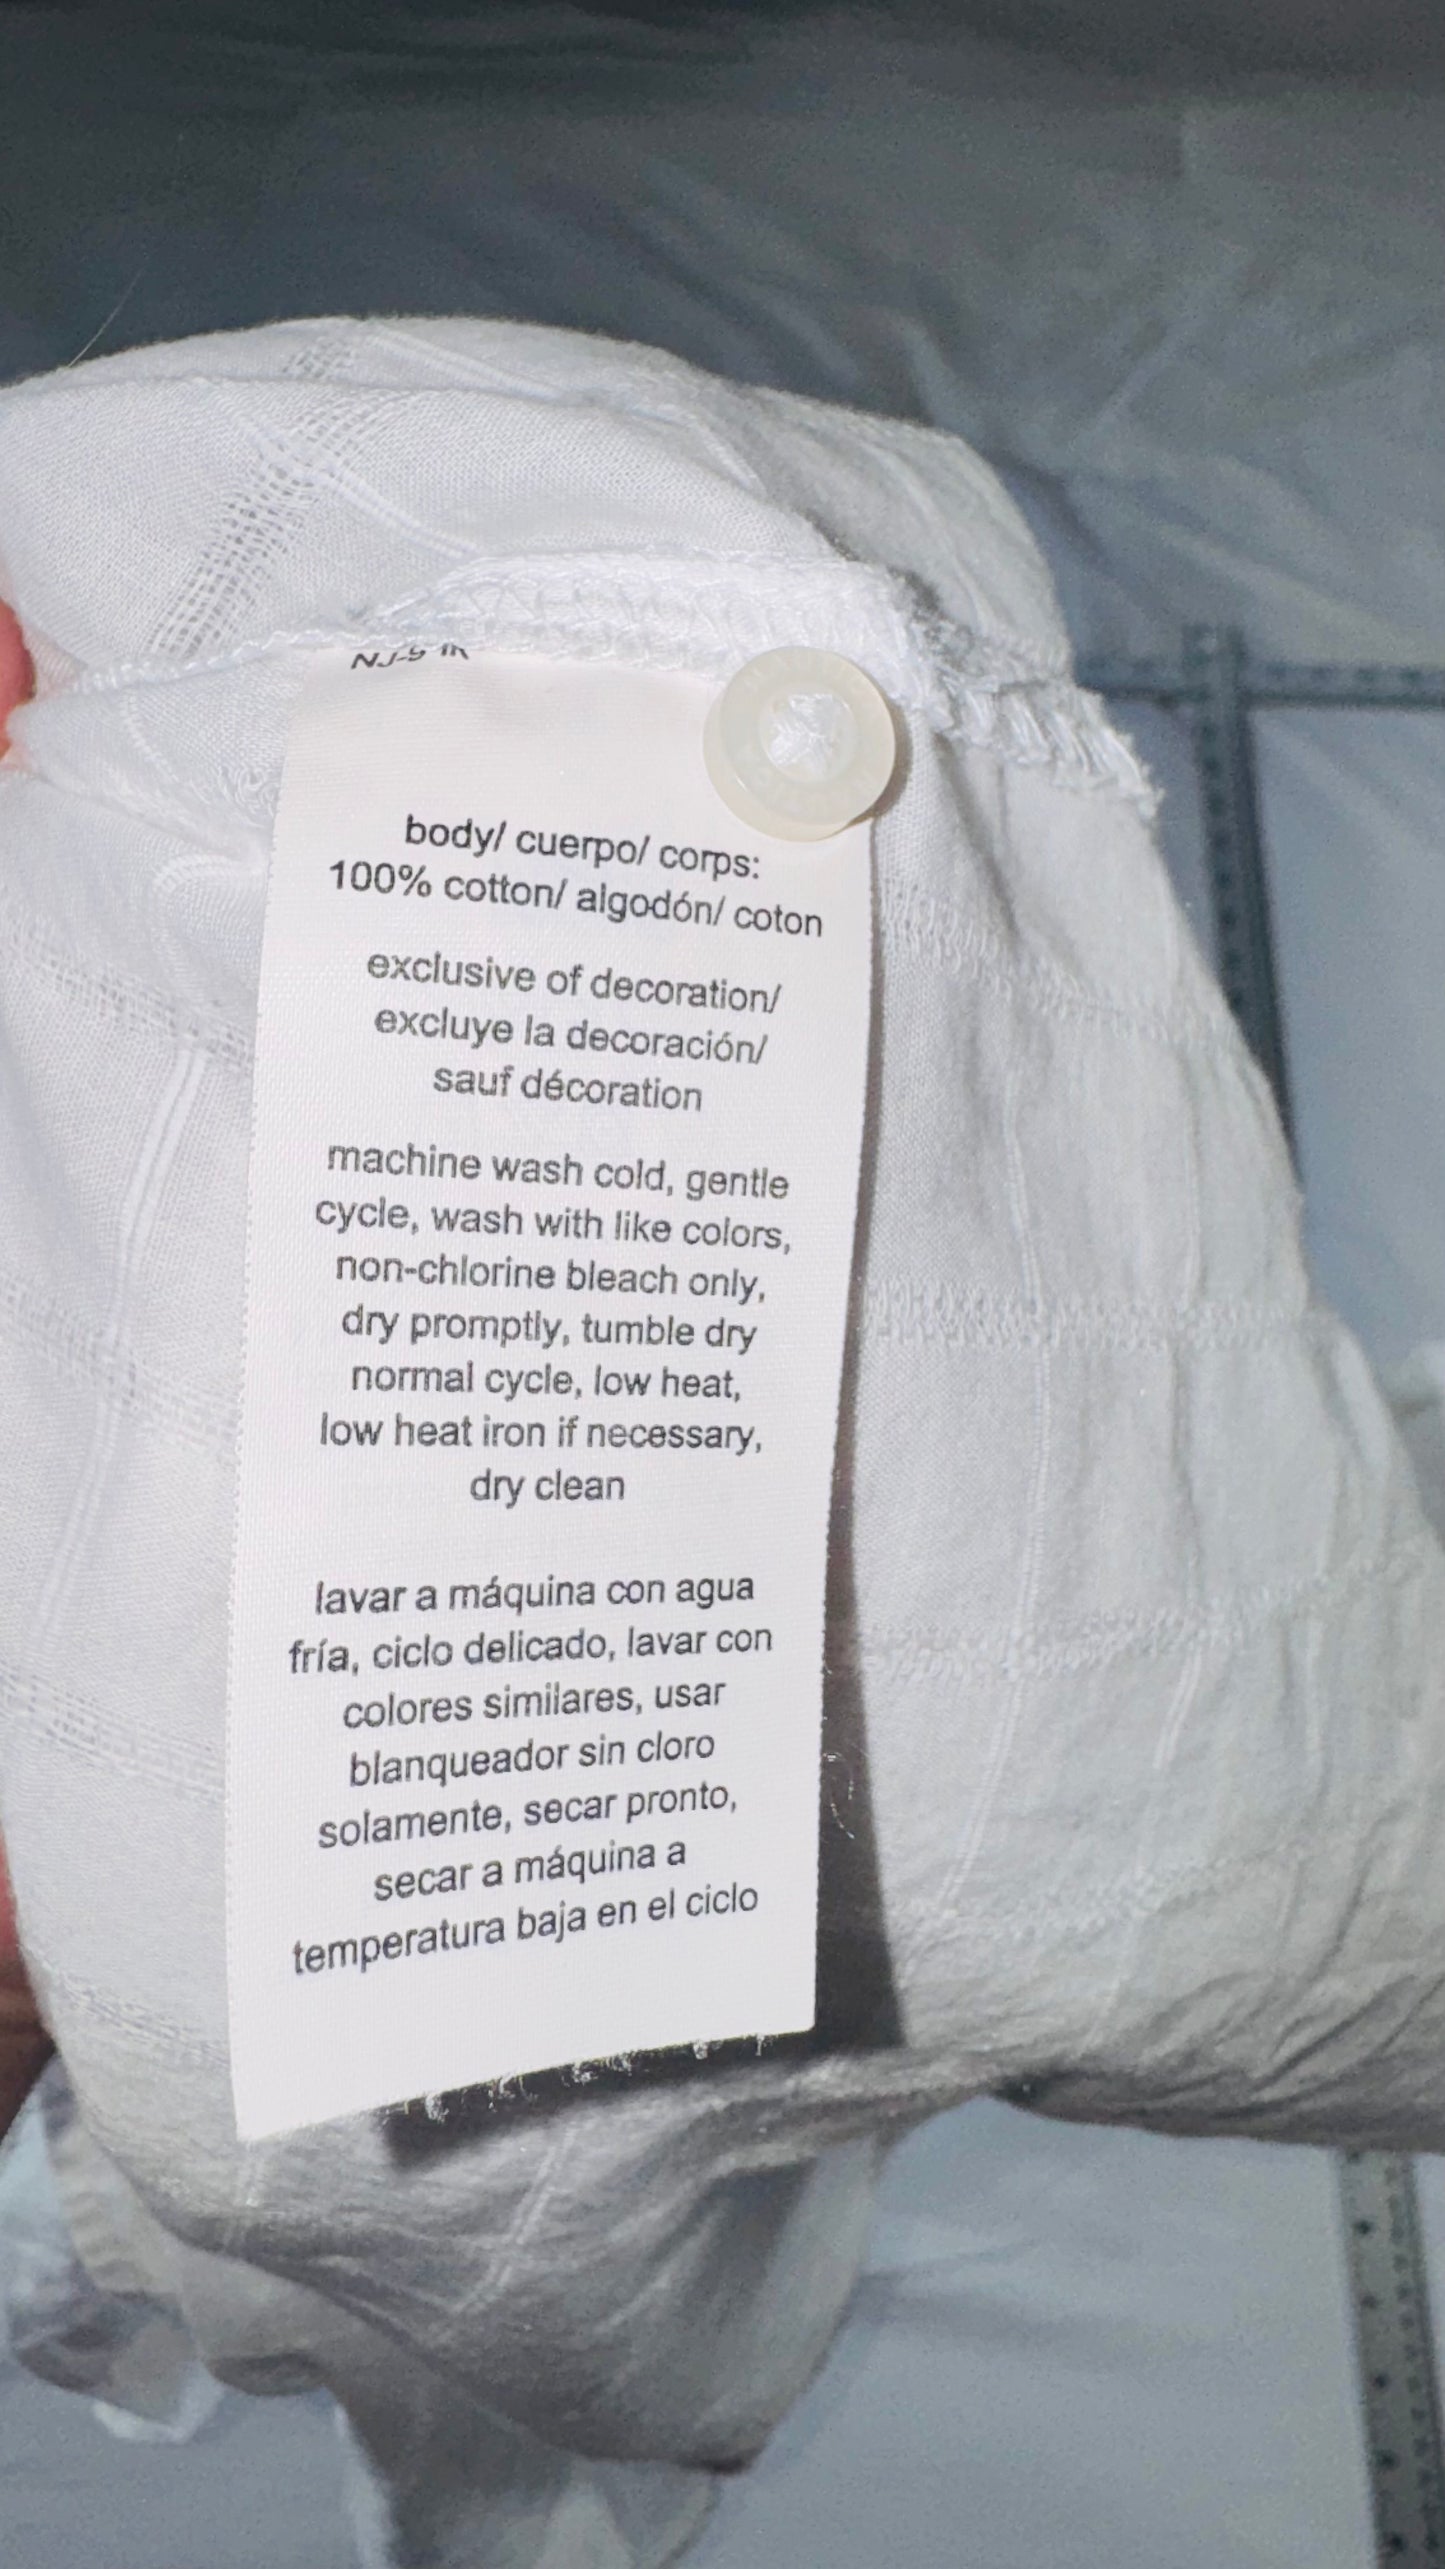 body/ cuerpo/ corps:
100% cotton/ algodón/ coton
exclusive of decoration/
excluye la decoración/
sauf décoration
machine wash cold, gentle
cycle, wash with like colors,
non-chlorine bleach only,
dry promptly, tumble dry
normal cycle, low heat,
low heat iron if necessary,
dry clean
lavar a máquina con agua
fría, ciclo delicado, lavar con
colores similares, usar
blanqueador sin cloro
solamente, secar pronto,
secar a máquina a
temperatura baja en el ciclo